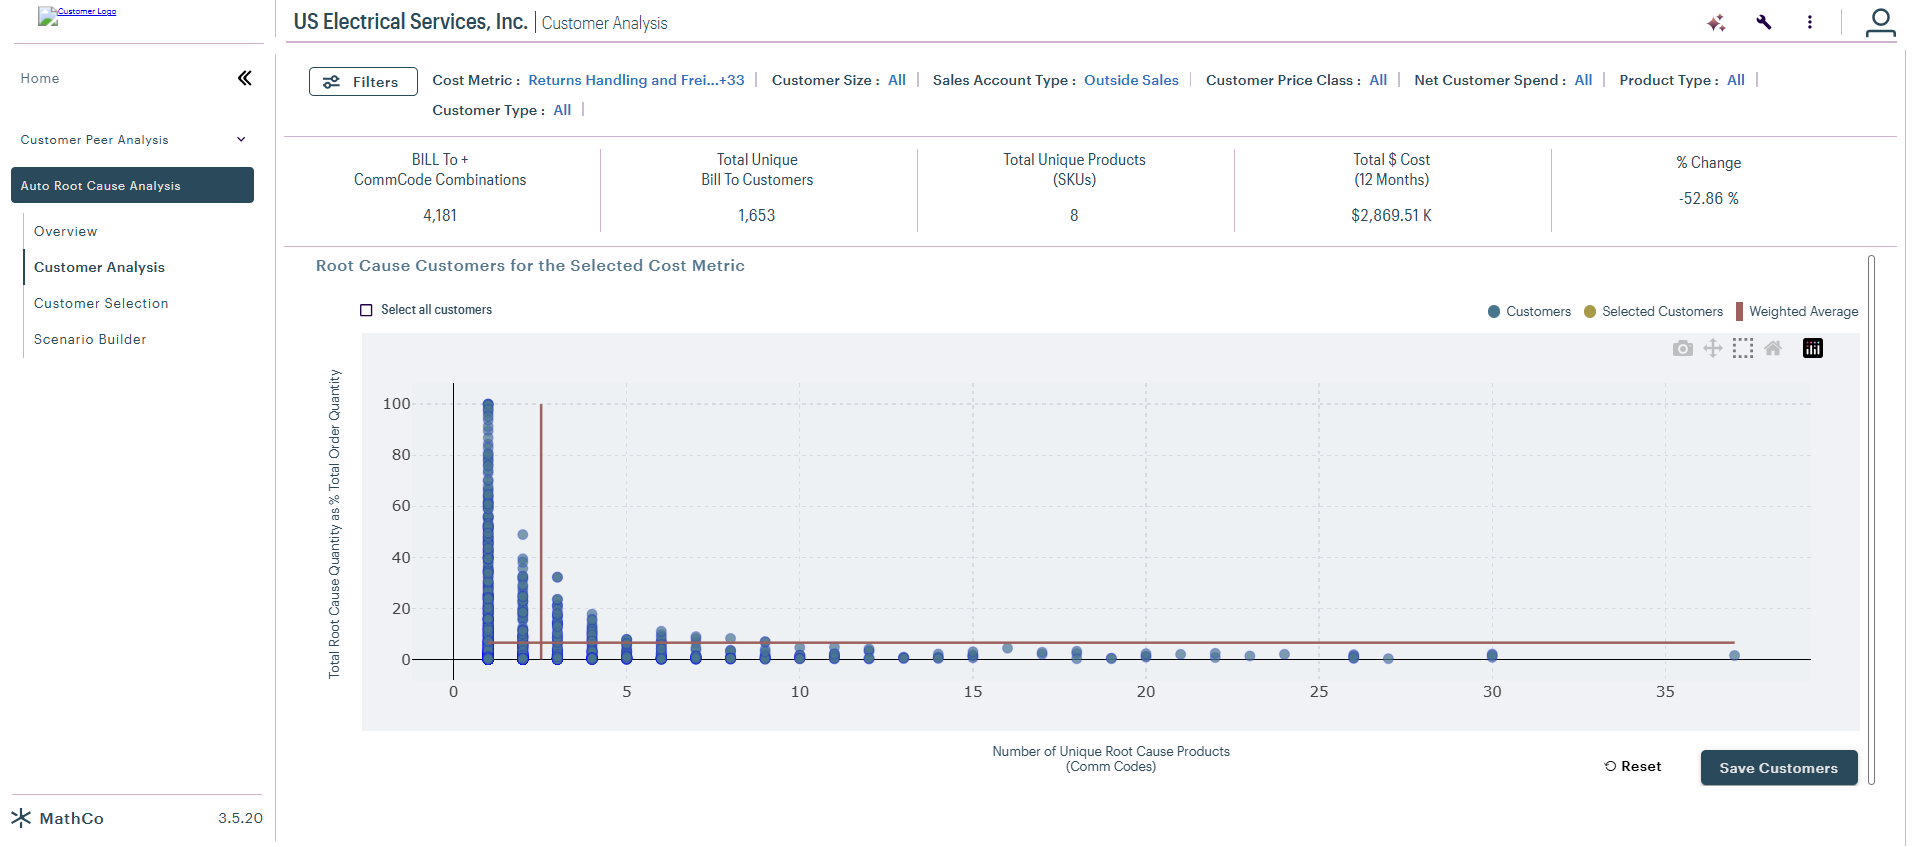 Customer Logo
US Electrical Services, Inc. Customer Analysis
Home
Customer Peer Analysis
Auto Root Cause Analysis
Overview
Customer Analysis
Customer Selection
Scenario Builder
MathCo 3.5.20
Filters
Cost Metric : Returns Handling and Frei...+33
Customer Size : All
Sales Account Type : Outside Sales
Customer Price Class : All
Net Customer Spend : All
Product Type : All
Customer Type : All
BILL To +
CommCode Combinations
4,181
Total Unique
Bill To Customers
1,653
Total Unique Products
(SKUs)
8
Total $ Cost
(12 Months)
$2,869.51 K
% Change
-52.86 %
Root Cause Customers for the Selected Cost Metric
Select all customers
Customers
Selected Customers
Weighted Average
Total Root Cause Quantity as % Total Order Quantity
100
80
60
40
20
0
0 5 10 15 20 25 30 35
Number of Unique Root Cause Products
(Comm Codes)
Reset
Save Customers